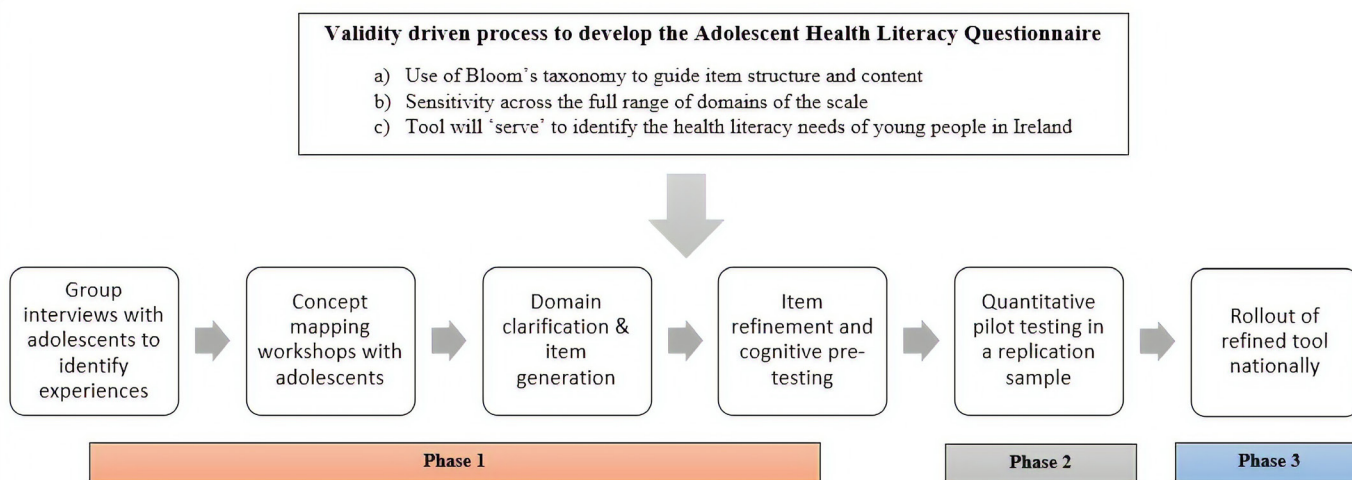 Validity driven process to develop the Adolescent Health Literacy Questionnaire
a) Use of Bloom's taxonomy to guide item structure and content
b) Sensitivity across the full range of domains of the scale
c) Tool will 'serve' to identify the health literacy needs of young people in Ireland
Group
interviews with
adolescents to
identify
experiences
Concept
mapping
workshops with
adolescents
Domain
clarification &
item
generation
Item
refinement and
cognitive pre-
testing
Quantitative
pilot testing in
a replication
sample
Rollout of
refined tool
nationally
Phase 1
Phase 2
Phase 3